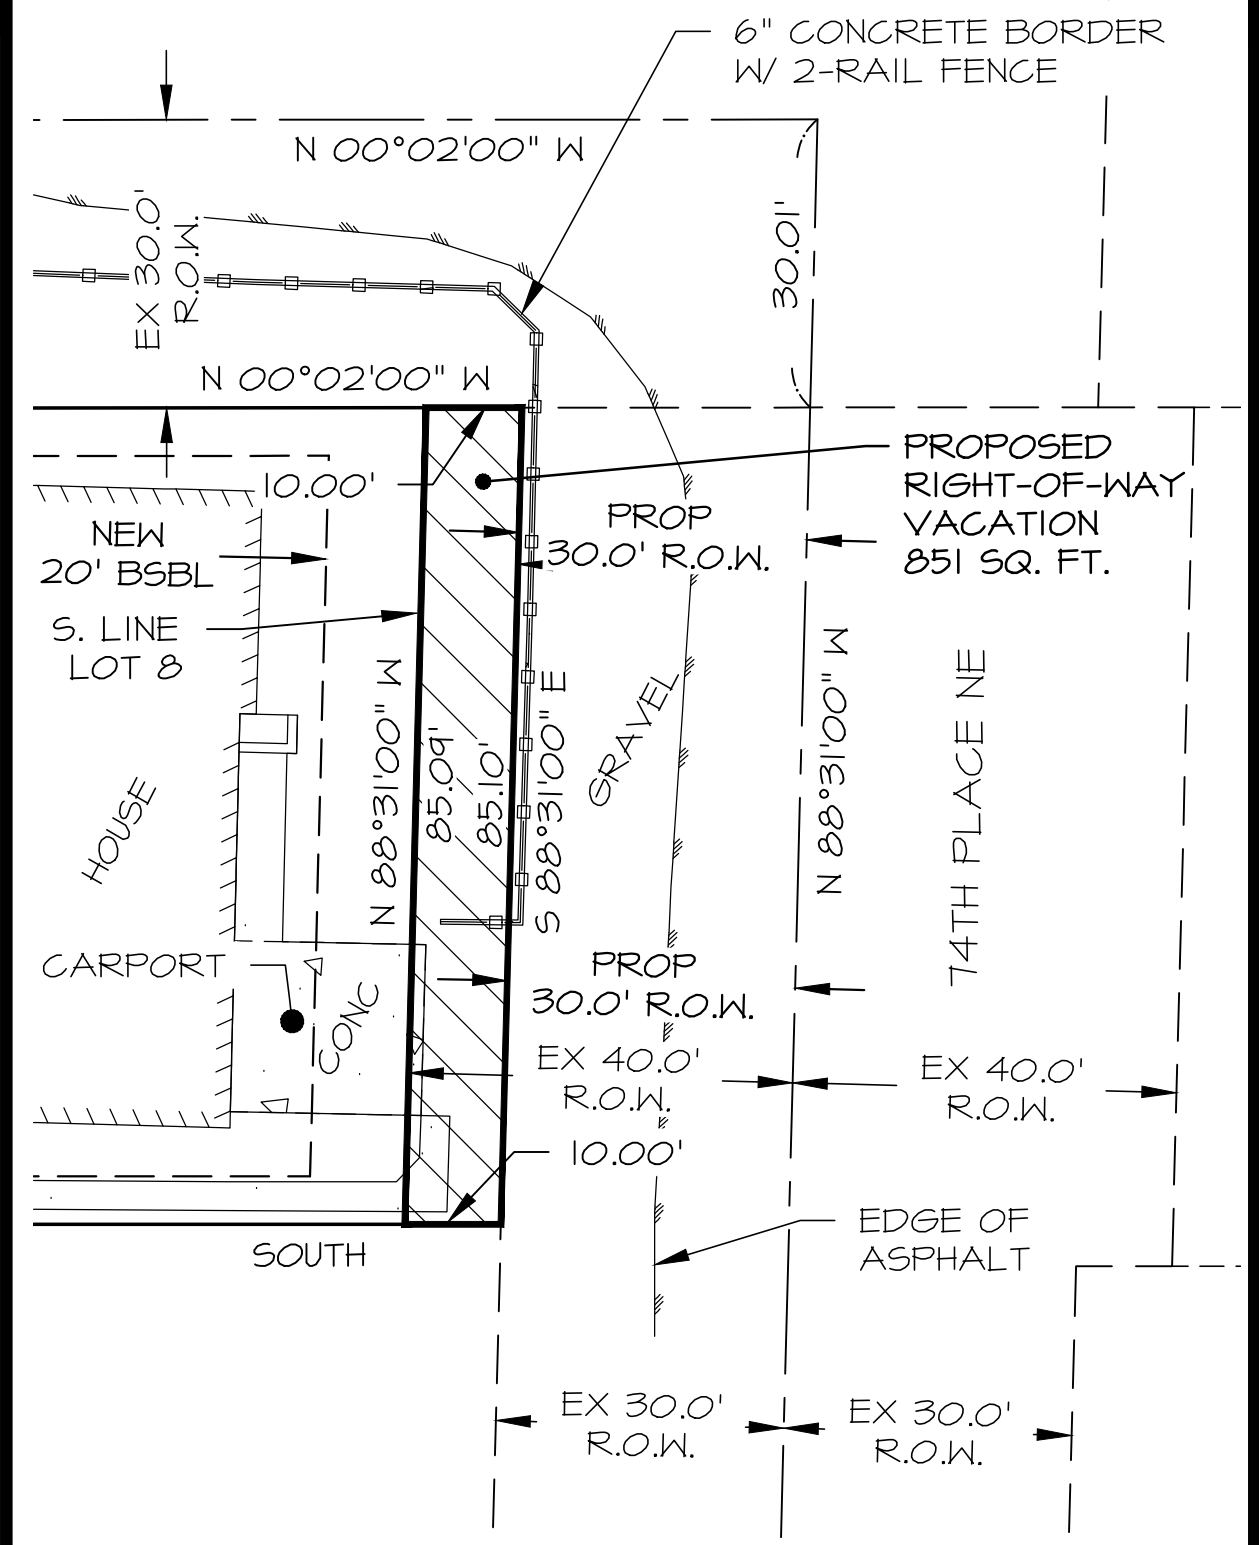 6" CONCRETE BORDER
W/ 2-RAIL FENCE
N 00°02'00" W
EX 30.0'
R.O.W.
30.01'
N 00°02'00" W
10.00'
PROPOSED
RIGHT-OF-WAY
VACATION
851 SQ. FT.
PROP
30.0' R.O.W.
NEW
20' BSBL
S. LINE
LOT 8
N 88°31'00" W
85.09'
85.10'
S 88°31'00" E
GRAVEL
N 88°31'00" W
74TH PLACE NE
HOUSE
CARPORT
CONC
PROP
30.0' R.O.W.
EX 40.0'
R.O.W.
EX 40.0'
R.O.W.
10.00'
EDGE OF
ASPHALT
SOUTH
EX 30.0'
R.O.W.
EX 30.0'
R.O.W.